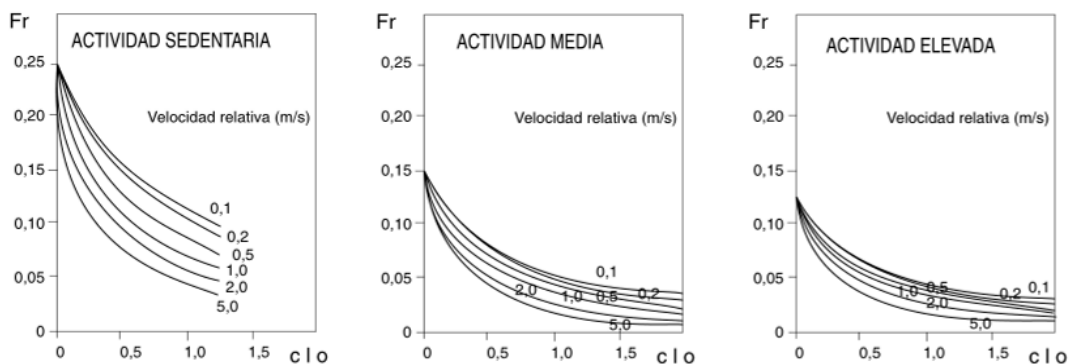 Fr
ACTIVIDAD SEDENTARIA
0,25
0,20
0,15
0,10
0,05
0
Velocidad relativa (m/s)
0,1
0,2
0,5
1,0
2,0
5,0
0 0,5 1,0 1,5 clo
Fr
ACTIVIDAD MEDIA
0,25
0,20
0,15
0,10
0,05
0
Velocidad relativa (m/s)
0,1
2,0 1,0 0,5 0,2
5,0
0 0,5 1,0 1,5 clo
Fr
ACTIVIDAD ELEVADA
0,25
0,20
0,15
0,10
0,05
0
Velocidad relativa (m/s)
0,5 0,1
1,0 0,2
2,0
5,0
0 0,5 1,0 1,5 clo